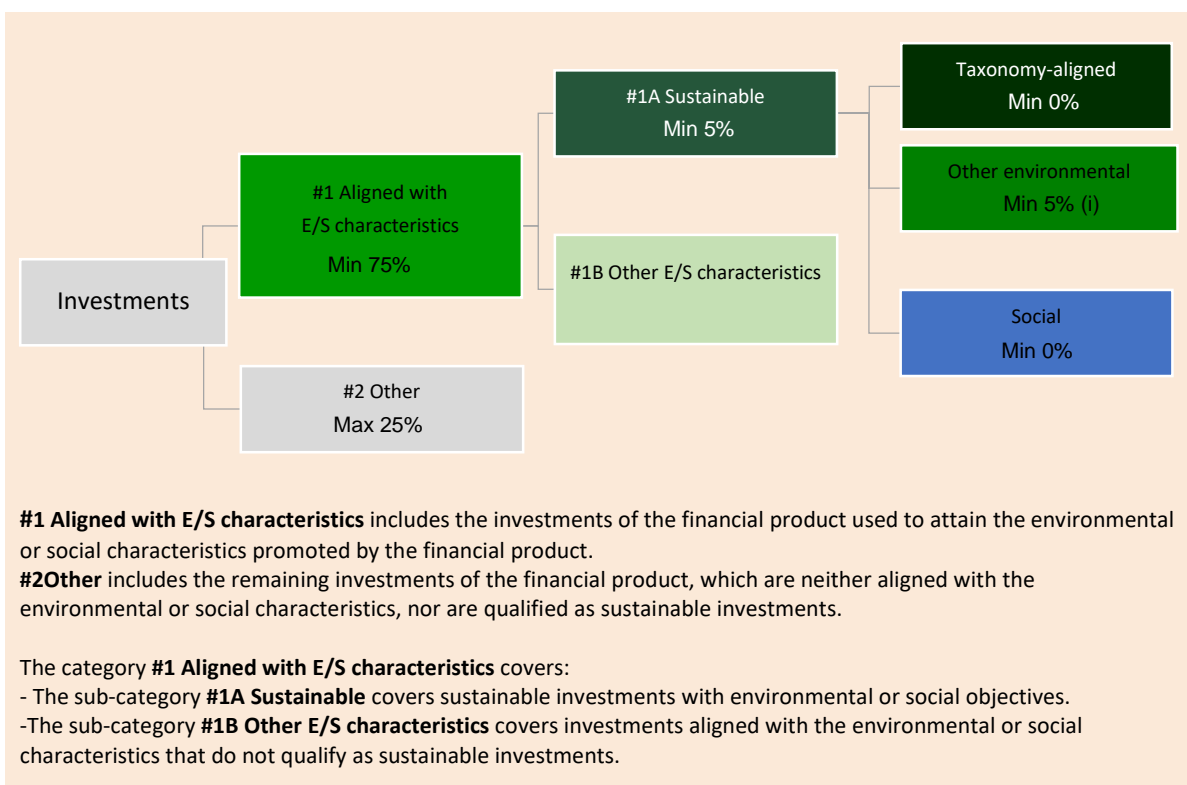 Investments
#1 Aligned with
E/S characteristics
Min 75%
#2 Other
Max 25%
#1A Sustainable
Min 5%
#1B Other E/S characteristics
Taxonomy-aligned
Min 0%
Other environmental
Min 5% (i)
Social
Min 0%
#1 Aligned with E/S characteristics includes the investments of the financial product used to attain the environmental
or social characteristics promoted by the financial product.
#2Other includes the remaining investments of the financial product, which are neither aligned with the
environmental or social characteristics, nor are qualified as sustainable investments.
The category #1 Aligned with E/S characteristics covers:
- The sub-category #1A Sustainable covers sustainable investments with environmental or social objectives.
-The sub-category #1B Other E/S characteristics covers investments aligned with the environmental or social
characteristics that do not qualify as sustainable investments.